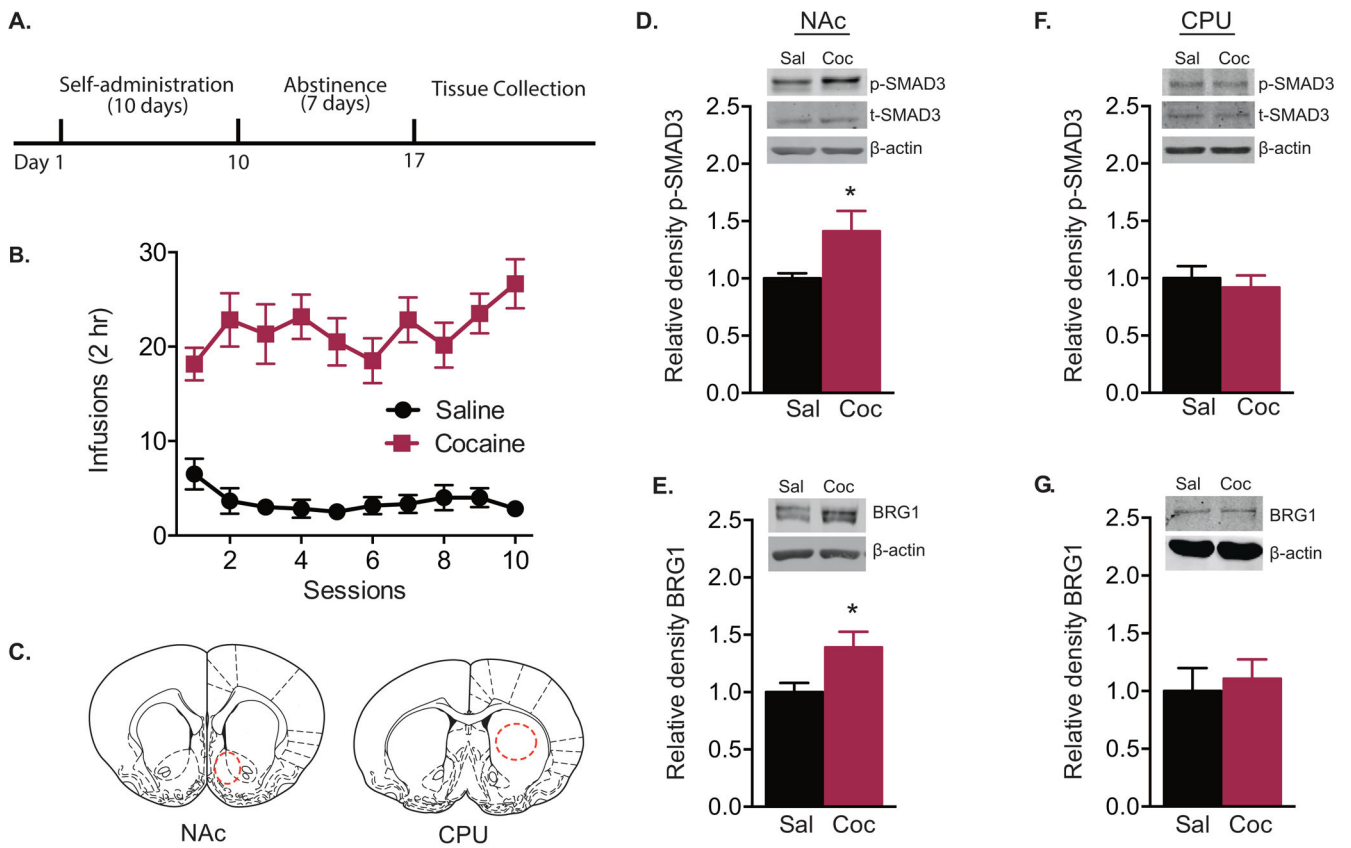 A.
Self-administration
(10 days)
Abstinence
(7 days)
Tissue Collection
Day 1
10
17
B.
Infusions (2 hr)
30
20
10
0
2
4
6
8
10
Sessions
Saline
Cocaine
C.
NAc
CPU
D.
NAc
Sal Coc
p-SMAD3
t-SMAD3
β-actin
Relative density p-SMAD3
2.5
2.0
1.5
1.0
0.5
0.0
*
Sal Coc
E.
Sal Coc
BRG1
β-actin
Relative density BRG1
2.5
2.0
1.5
1.0
0.5
0.0
*
Sal Coc
F.
CPU
Sal Coc
p-SMAD3
t-SMAD3
β-actin
Relative density p-SMAD3
2.5
2.0
1.5
1.0
0.5
0.0
Sal Coc
G.
Sal Coc
BRG1
β-actin
Relative density BRG1
2.5
2.0
1.5
1.0
0.5
0.0
Sal Coc